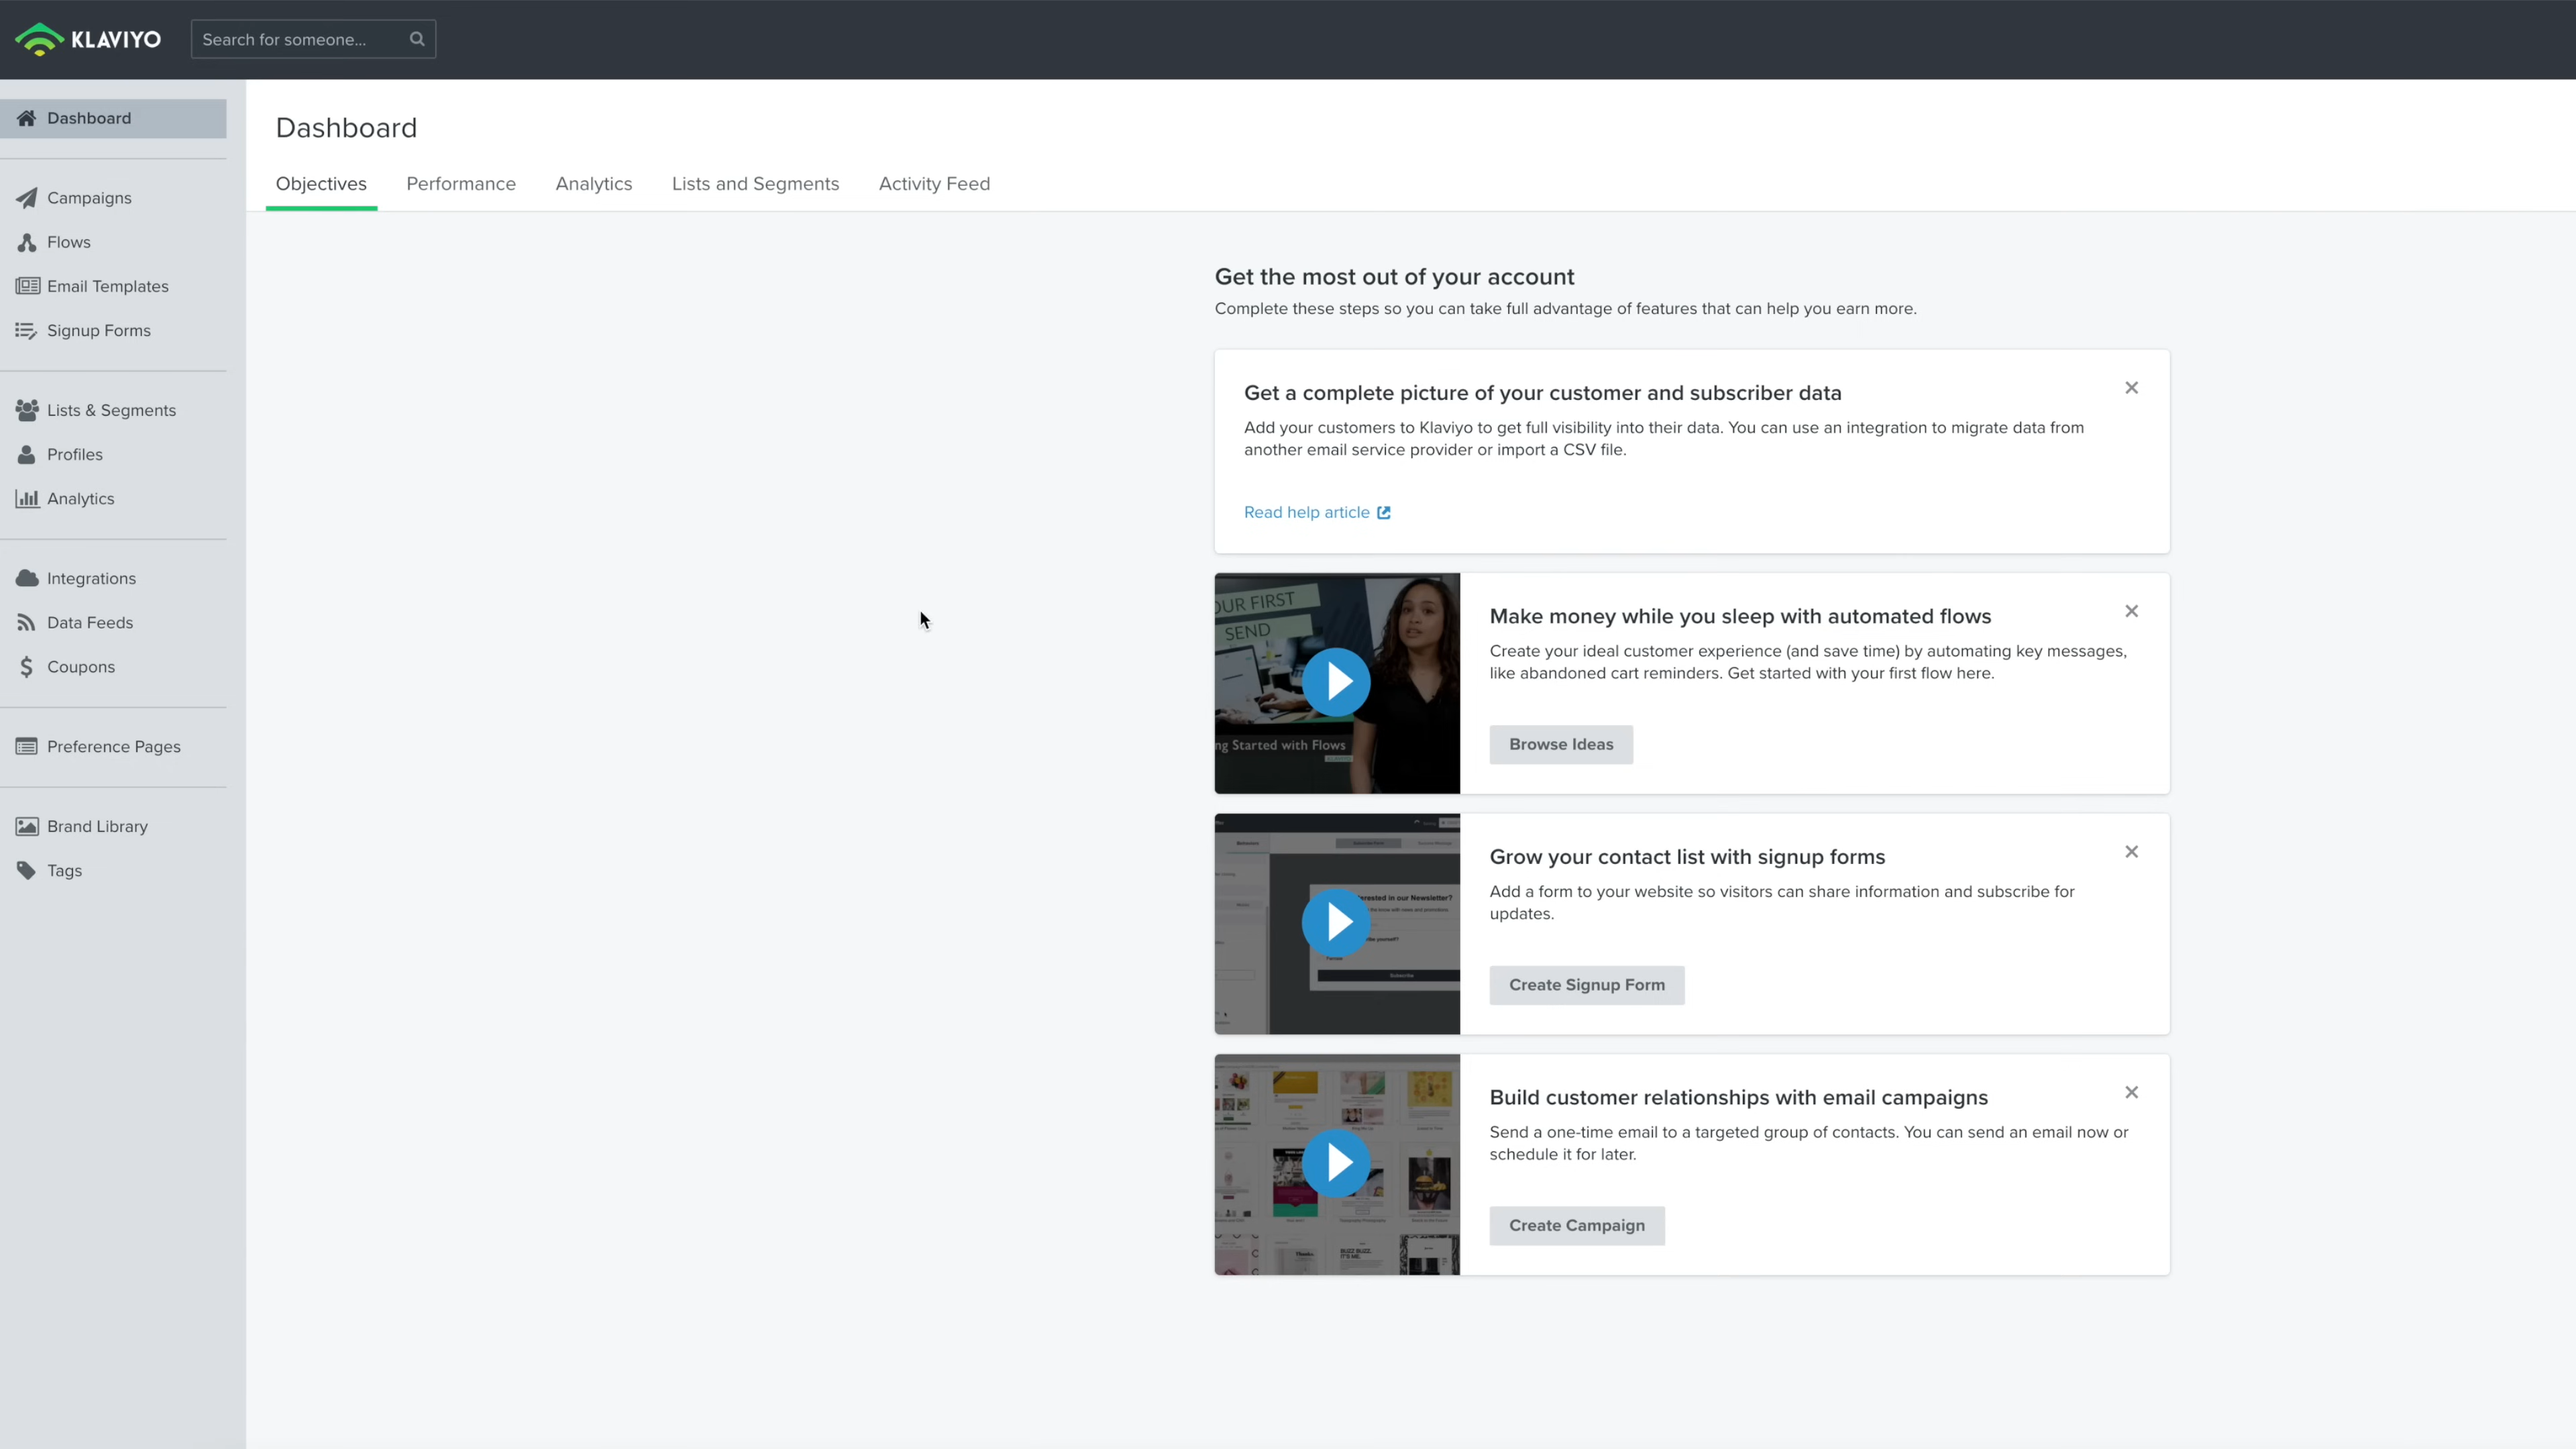 KLAVIYO
Search for someone...
Dashboard
Campaigns
Flows
Email Templates
Signup Forms
Lists & Segments
Profiles
Analytics
Integrations
Data Feeds
Coupons
Preference Pages
Brand Library
Tags
Dashboard
Objectives Performance Analytics Lists and Segments Activity Feed
Get the most out of your account
Complete these steps so you can take full advantage of features that can help you earn more.
Get a complete picture of your customer and subscriber data
Add your customers to Klaviyo to get full visibility into their data. You can use an integration to migrate data from
another email service provider or import a CSV file.
Read help article
OUR FIRST
SEND
ng Started with Flows
Make money while you sleep with automated flows
Create your ideal customer experience (and save time) by automating key messages,
like abandoned cart reminders. Get started with your first flow here.
Browse Ideas
erested in our Newsletter?
Subscribe
Grow your contact list with signup forms
Add a form to your website so visitors can share information and subscribe for
updates.
Create Signup Form
BUZZ BUZZ,
IT'S ME.
Build customer relationships with email campaigns
Send a one-time email to a targeted group of contacts. You can send an email now or
schedule it for later.
Create Campaign